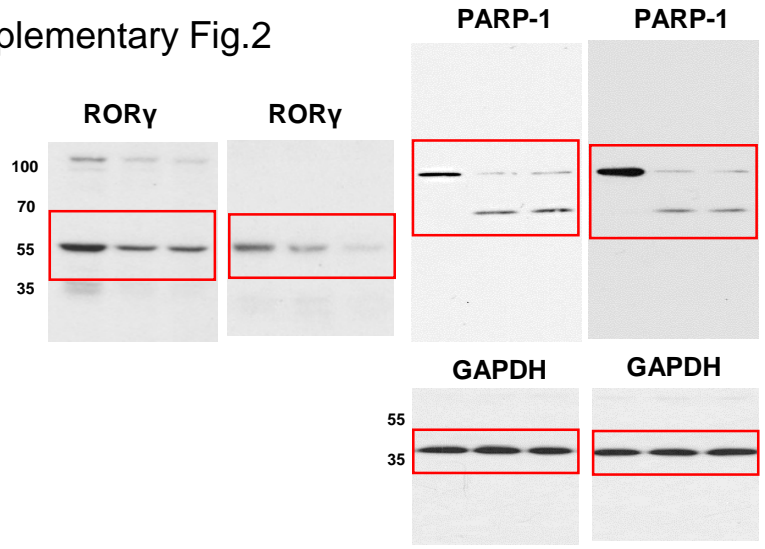 plementary Fig.2
PARP-1 PARP-1
RORγ RORγ
100
70
55
35
GAPDH GAPDH
55
35